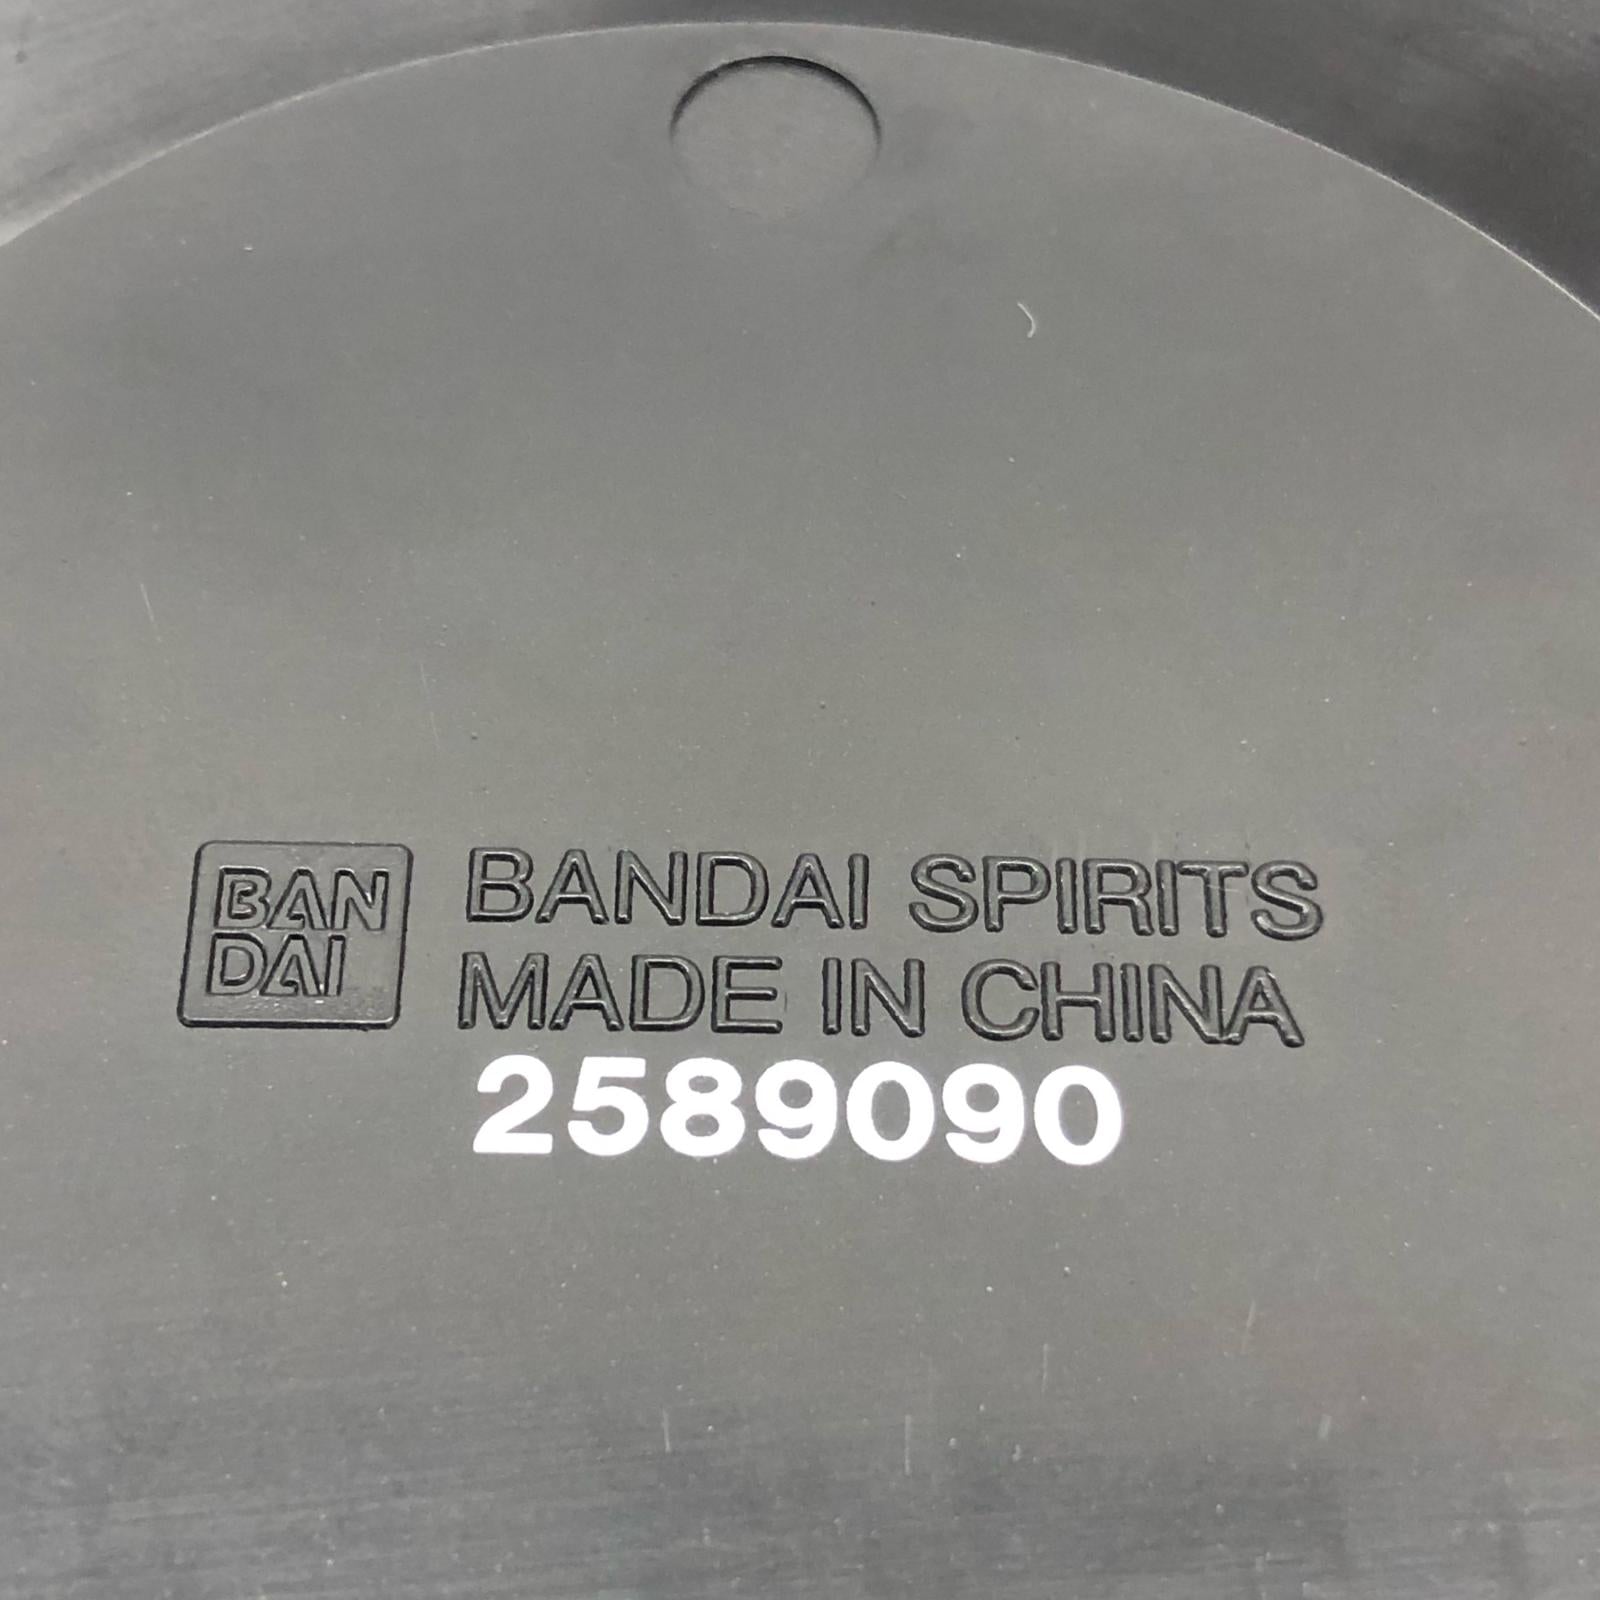 BAN
DAI
BANDAI SPIRITS
MADE IN CHINA
2589090